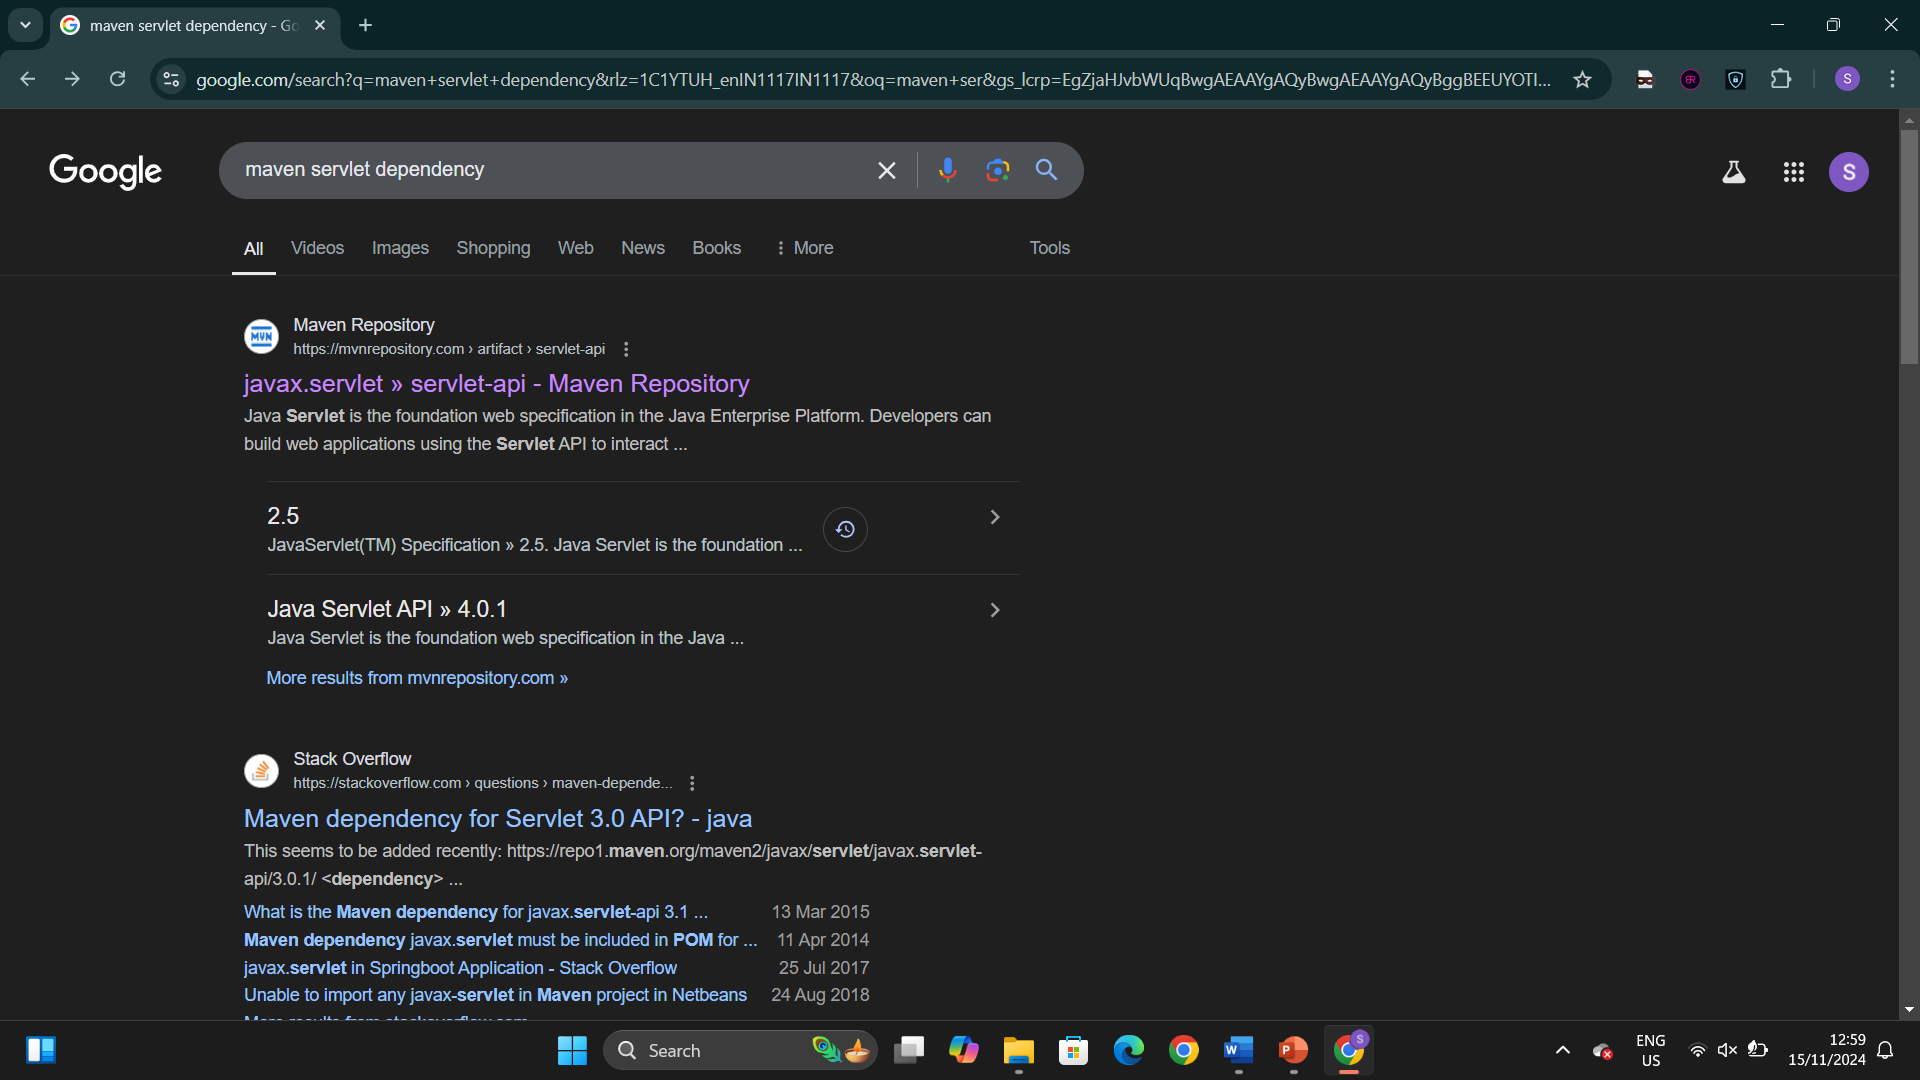 maven servlet dependency - Go
google.com/search?q=maven+servlet+dependency&rlz=1C1YTUH_enIN1117IN1117&oq=maven+ser&gs_lcrp=EgZjaHJvbWUqBwgAEAAYgAQyBwgAEAAYgAQyBggBEEUYOTI...
S
Google
maven servlet dependency
S
All Videos Images Shopping Web News Books More Tools
MVN
Maven Repository
https://mvnrepository.com › artifact › servlet-api
javax.servlet » servlet-api - Maven Repository
Java Servlet is the foundation web specification in the Java Enterprise Platform. Developers can
build web applications using the Servlet API to interact ...
2.5
JavaServlet(TM) Specification » 2.5. Java Servlet is the foundation ...
Java Servlet API » 4.0.1
Java Servlet is the foundation web specification in the Java ...
More results from mvnrepository.com »
Stack Overflow
https://stackoverflow.com › questions › maven-depende...
Maven dependency for Servlet 3.0 API? - java
This seems to be added recently: https://repo1.maven.org/maven2/javax/servlet/javax.servlet-
api/3.0.1/ <dependency> ...
What is the Maven dependency for javax.servlet-api 3.1 ... 13 Mar 2015
Maven dependency javax.servlet must be included in POM for ... 11 Apr 2014
javax.servlet in Springboot Application - Stack Overflow 25 Jul 2017
Unable to import any javax-servlet in Maven project in Netbeans 24 Aug 2018
Search
ENG
US
12:59
15/11/2024